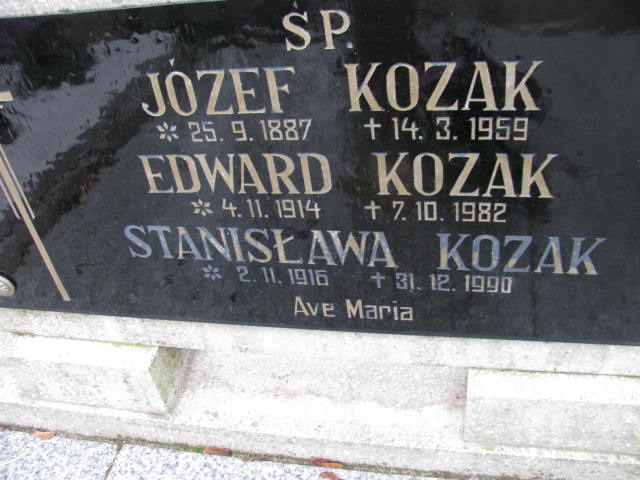 ŚP.
JÓZEF KOZAK
* 25. 9. 1887 + 14. 3. 1959
EDWARD KOZAK
* 4. 11. 1914 + 7. 10. 1982
STANISŁAWA KOZAK
* 2. 11. 1916 + 31. 12. 1990
Ave Maria